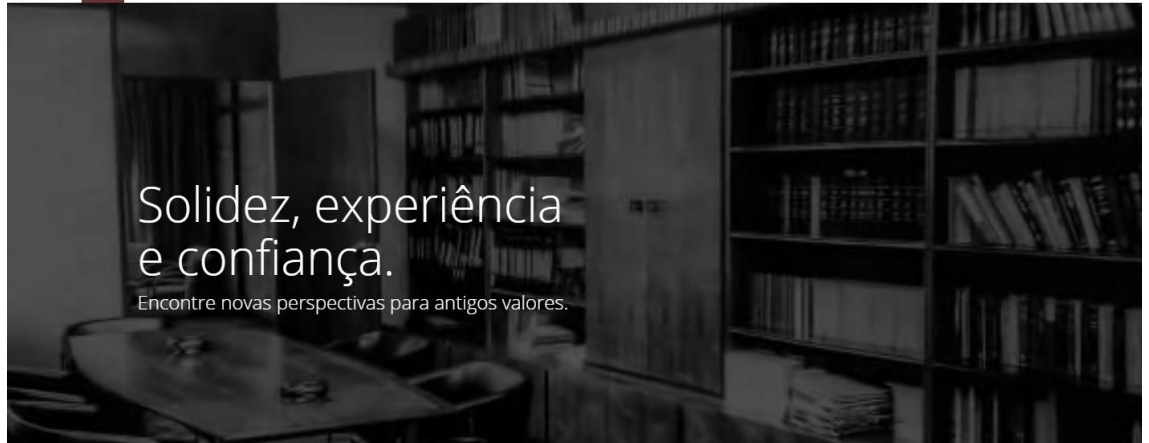 Solidez, experiência
e confiança.
Encontre novas perspectivas para antigos valores.